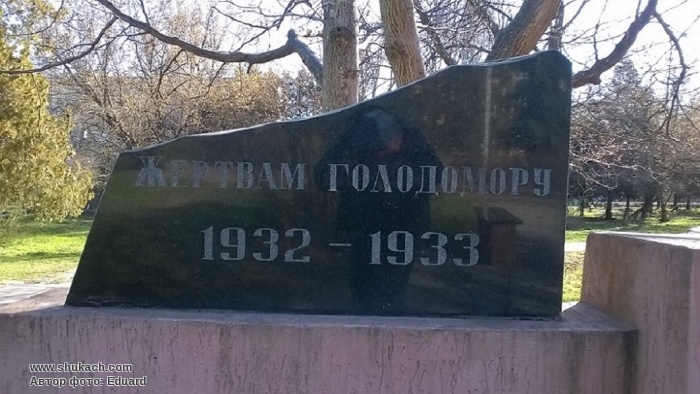 ЖЕРТВАМ ГОЛОДОМОРУ
1932 – 1933
www.shukach.com
Автор фото: Eduard